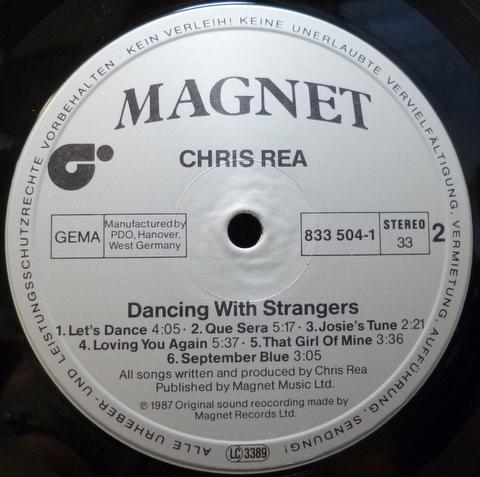 ALLE URHEBER- UND LEISTUNGSSCHUTZRECHTE VORBEHALTEN · KEIN VERLEIH! KEINE UNERLAUBTE VERVIELFÄLTIGUNG, VERMIETUNG, AUFFÜHRUNG, SENDUNG!
MAGNET
CHRIS REA
GEMA
Manufactured by
PDO, Hanover,
West Germany
833 504-1
STEREO
33
2
Dancing With Strangers
1. Let's Dance 4:05 · 2. Que Sera 5:17 · 3. Josie's Tune 2:21
4. Loving You Again 5:37 · 5. That Girl Of Mine 3:36
6. September Blue 3:05
All songs written and produced by Chris Rea
Published by Magnet Music Ltd.
℗ 1987 Original sound reocording made by
Magnet Records Ltd.
LC 3389